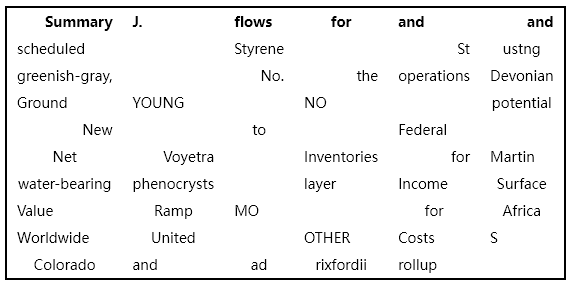 Summary J. flows for and and
scheduled Styrene St ustng
greenish-gray, No. the operations Devonian
Ground YOUNG NO potential
New to Federal
Net Voyetra Inventories for Martin
water-bearing phenocrysts layer Income Surface
Value Ramp MO for Africa
Worldwide United OTHER Costs S
Colorado and ad rixfordii rollup